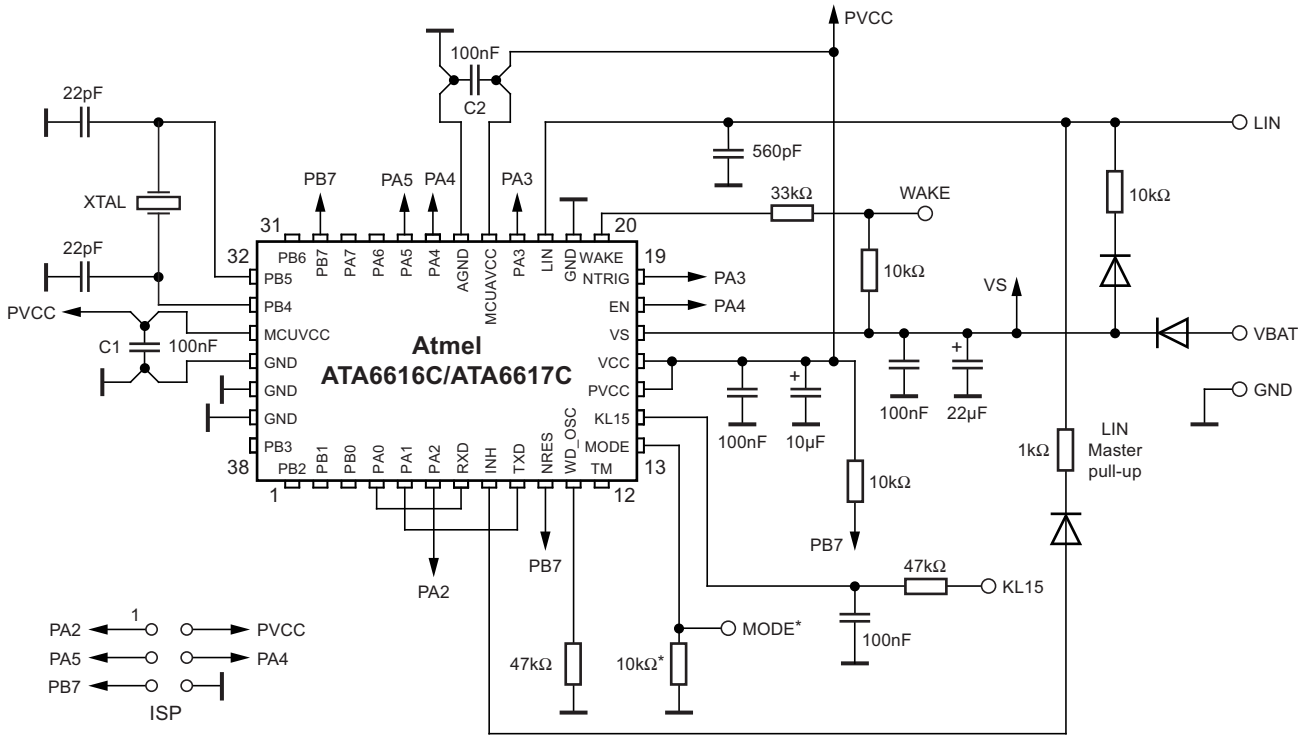 PVCC
100nF
C2
22pF
LIN
560pF
XTAL
PB7
PA5
PA4
PA3
33kΩ
WAKE
10kΩ
31
20
22pF
32
PB6
PB7
PA7
PA6
PA5
PA4
AGND
MCUAVCC
PA3
LIN
GND
WAKE
19
PB5
NTRIG
PA3
10kΩ
PB4
EN
PA4
VS
PVCC
MCUVCC
VS
VBAT
C1
100nF
Atmel
ATA6616C/ATA6617C
GND
VCC
+
+
GND
PVCC
GND
100nF
22µF
GND
KL15
100nF
10µF
LIN
Master
pull-up
1kΩ
PB3
MODE
38
PB2
PB1
PB0
PA0
PA1
PA2
RXD
INH
TXD
NRES
WD_OSC
TM
13
1
12
10kΩ
PB7
PB7
PA2
47kΩ
KL15
1
PA2
PVCC
MODE*
100nF
PA5
PA4
47kΩ
10kΩ*
PB7
ISP